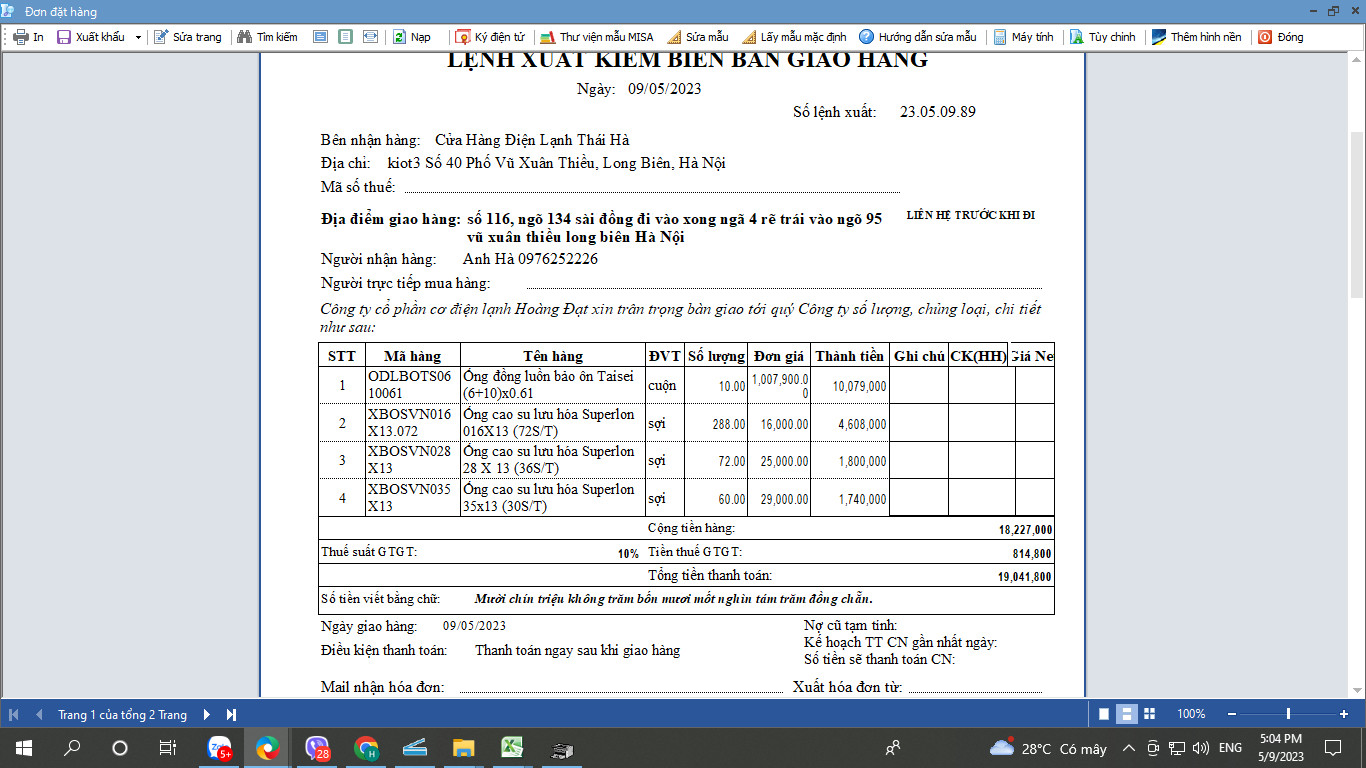 Đơn đặt hàng
In Xuất khẩu Sửa trang Tìm kiếm Nạp Ký điện tử Thư viện mẫu MISA Sửa mẫu Lấy mẫu mặc định Hướng dẫn sửa mẫu Máy tính Tùy chỉnh Thêm hình nền Đóng
LỆNH XUẤT KIÊM BIÊN BẢN GIAO HÀNG
Ngày: 09/05/2023
Số lệnh xuất: 23.05.09.89
Bên nhận hàng: Cửa Hàng Điện Lạnh Thái Hà
Địa chỉ: kiot3 Số 40 Phố Vũ Xuân Thiều, Long Biên, Hà Nội
Mã số thuế:
Địa điểm giao hàng: số 116, ngõ 134 sài đồng đi vào xong ngã 4 rẽ trái vào ngõ 95 LIÊN HỆ TRƯỚC KHI ĐI
vũ xuân thiều long biên Hà Nội
Người nhận hàng: Anh Hà 0976252226
Người trực tiếp mua hàng:
Công ty cổ phần cơ điện lạnh Hoàng Đạt xin trân trọng bàn giao tới quý Công ty số lượng, chủng loại, chi tiết
như sau:
STT Mã hàng Tên hàng ĐVT Số lượng Đơn giá Thành tiền Ghi chú CK(HH) Giá Ne
1 ODLBOTS06 Ống đồng luồn bảo ôn Taisei cuộn 10.00 1,007,900.0 10,079,000
10061 (6+10)x0.61 0
2 XBOSVN016 Ống cao su lưu hóa Superlon sợi 288.00 16,000.00 4,608,000
X13.072 016X13 (72S/T)
3 XBOSVN028 Ống cao su lưu hóa Superlon sợi 72.00 25,000.00 1,800,000
X13 28 X 13 (36S/T)
4 XBOSVN035 Ống cao su lưu hóa Superlon sợi 60.00 29,000.00 1,740,000
X13 35x13 (30S/T)
Cộng tiền hàng: 18,227,000
Thuế suất GTGT: 10% Tiền thuế GTGT: 814,800
Tổng tiền thanh toán: 19,041,800
Số tiền viết bằng chữ: Mười chín triệu không trăm bốn mươi mốt nghìn tám trăm đồng chẵn.
Ngày giao hàng: 09/05/2023 Nợ cũ tạm tính:
Kế hoạch TT CN gần nhất ngày:
Điều kiện thanh toán: Thanh toán ngay sau khi giao hàng
Số tiền sẽ thanh toán CN:
Mail nhận hóa đơn: Xuất hóa đơn từ:
Trang 1 của tổng 2 Trang 100%
5+ 28 H 28°C Có mây ENG 5:04 PM
5/9/2023